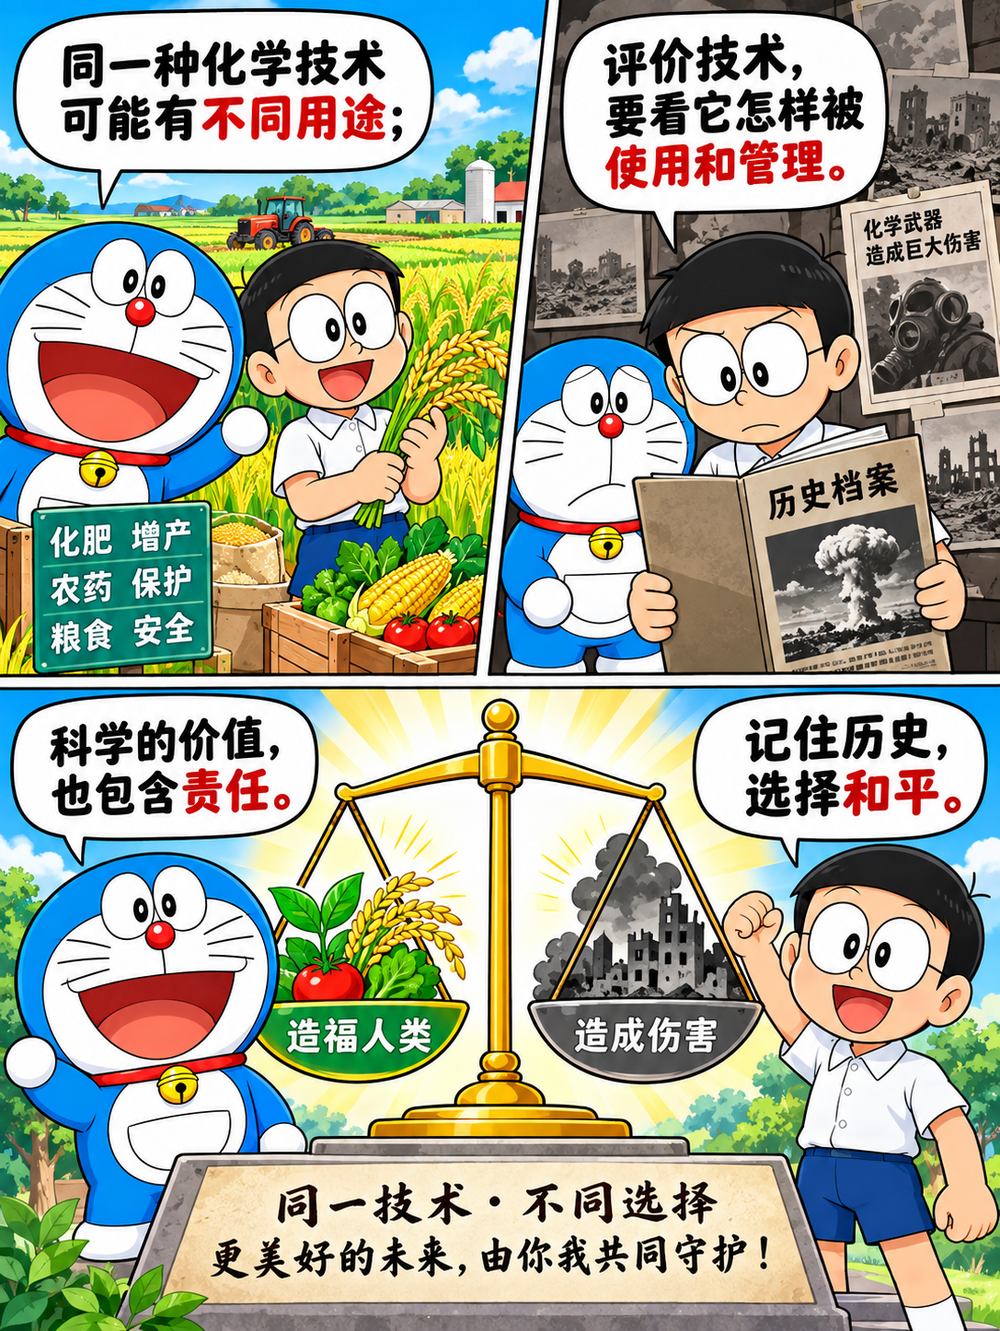 同一种化学技术
可能有不同用途；
化肥 增产
农药 保护
粮食 安全
评价技术，
要看它怎样被
使用和管理。
化学武器
造成巨大伤害
历史档案
科学的价值，
也包含责任。
记住历史，
选择和平。
造福人类
造成伤害
同一技术·不同选择
更美好的未来，由你我共同守护！